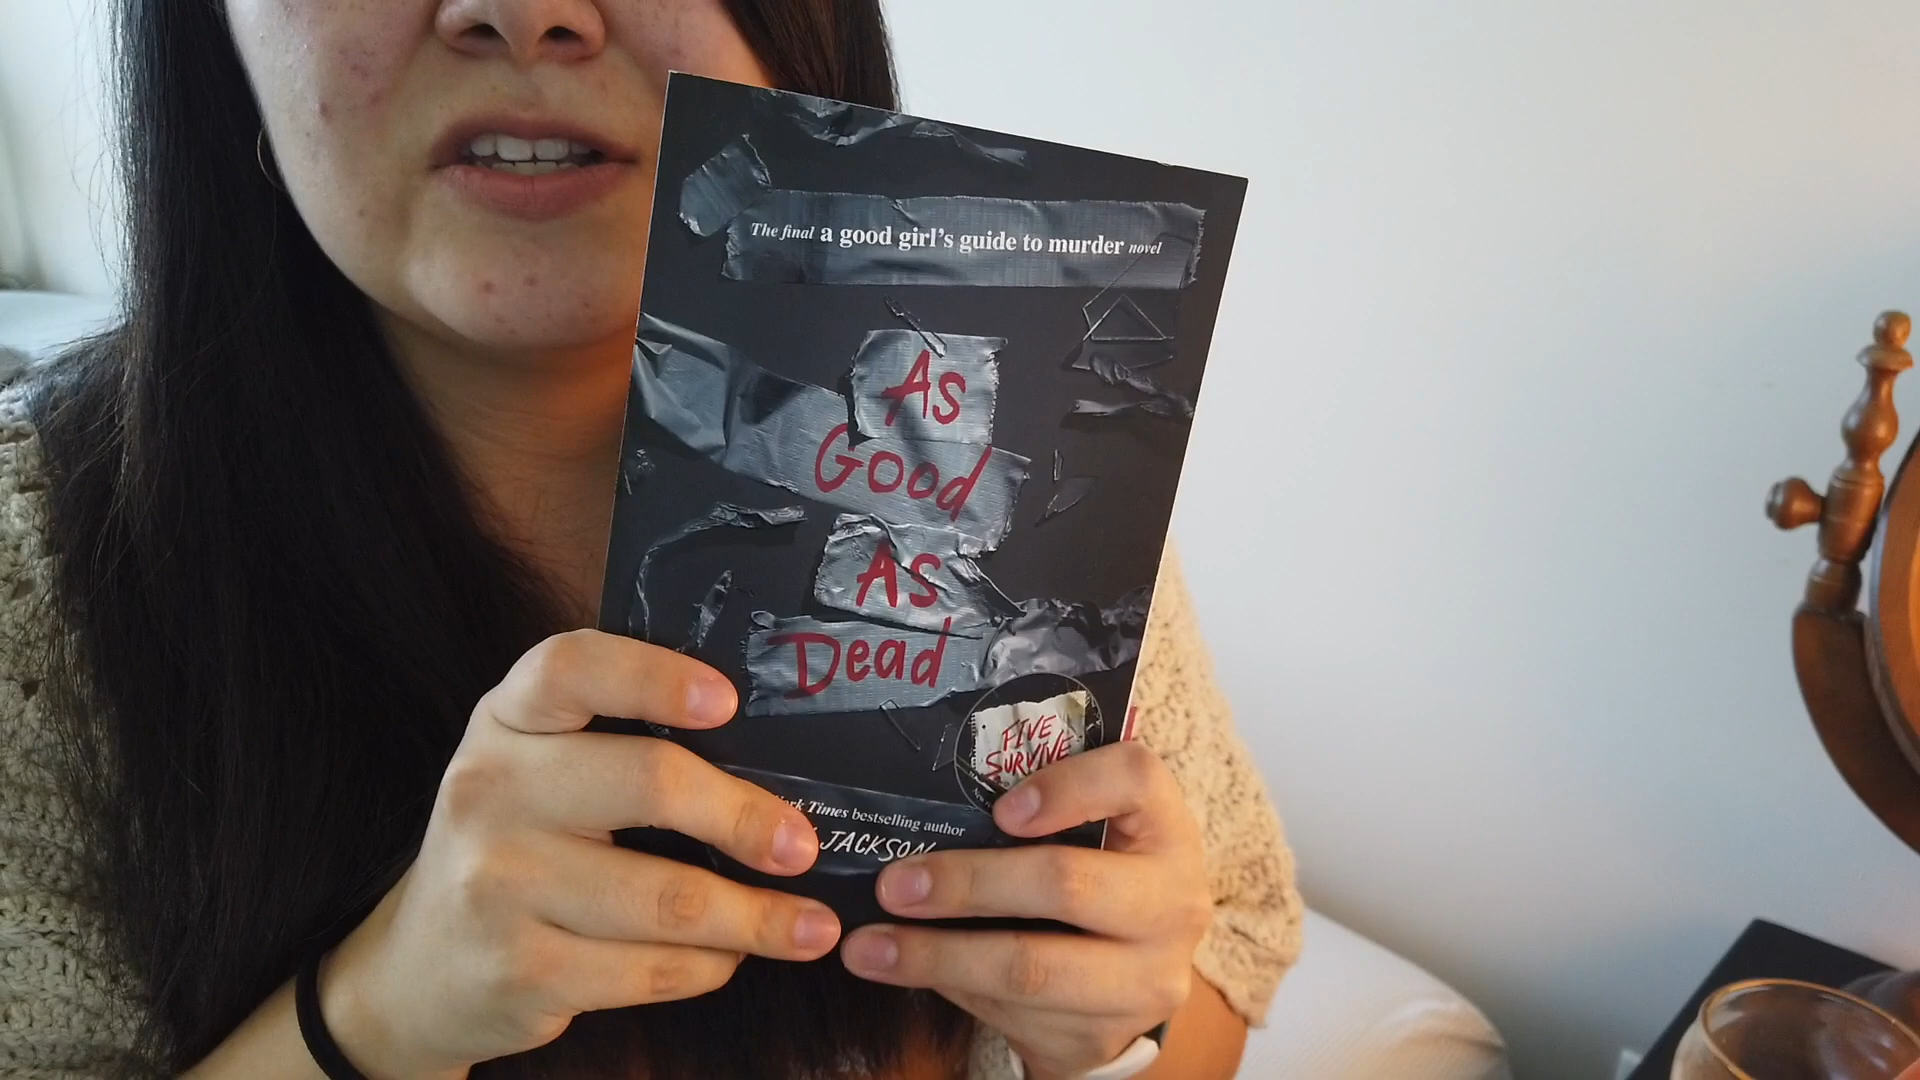 The final a good girl's guide to murder novel
As
Good
As
Dead
FIVE
SURVIVE
Times bestselling author
JACKSON